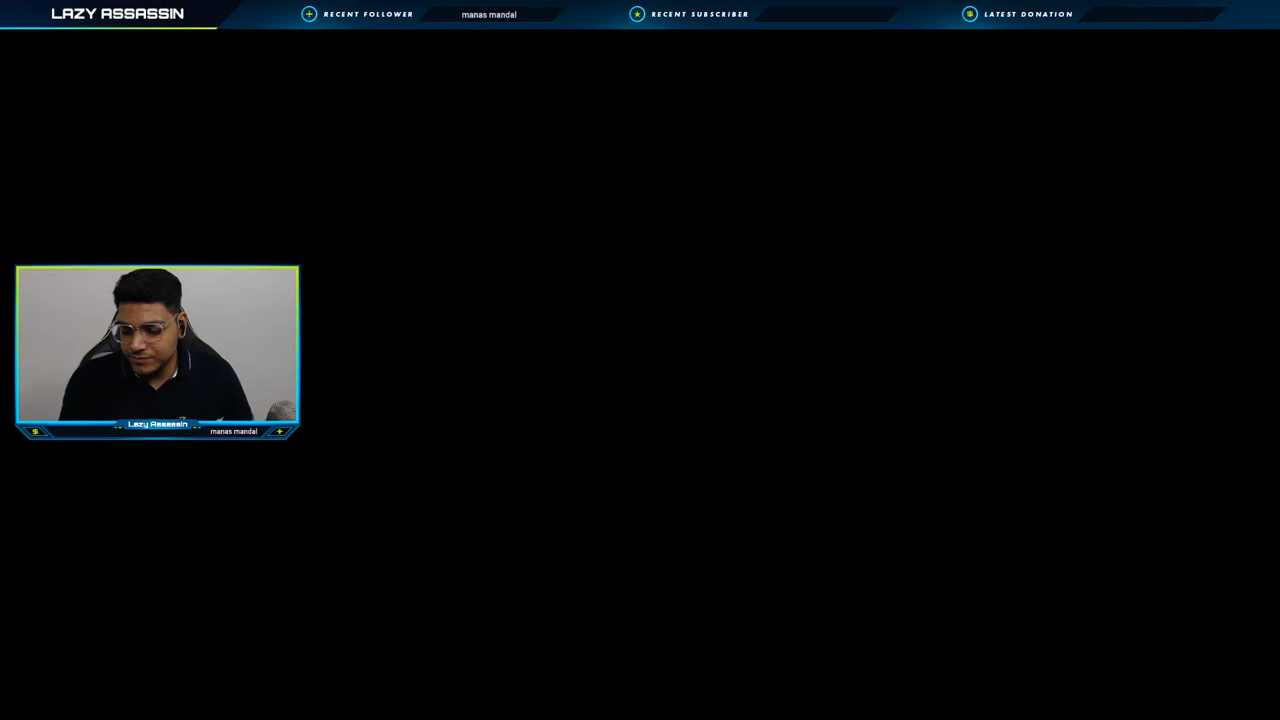 LAZY ASSASSIN
RECENT FOLLOWER
manas mandal
RECENT SUBSCRIBER
LATEST DONATION
Lazy Assassin
manas mandal